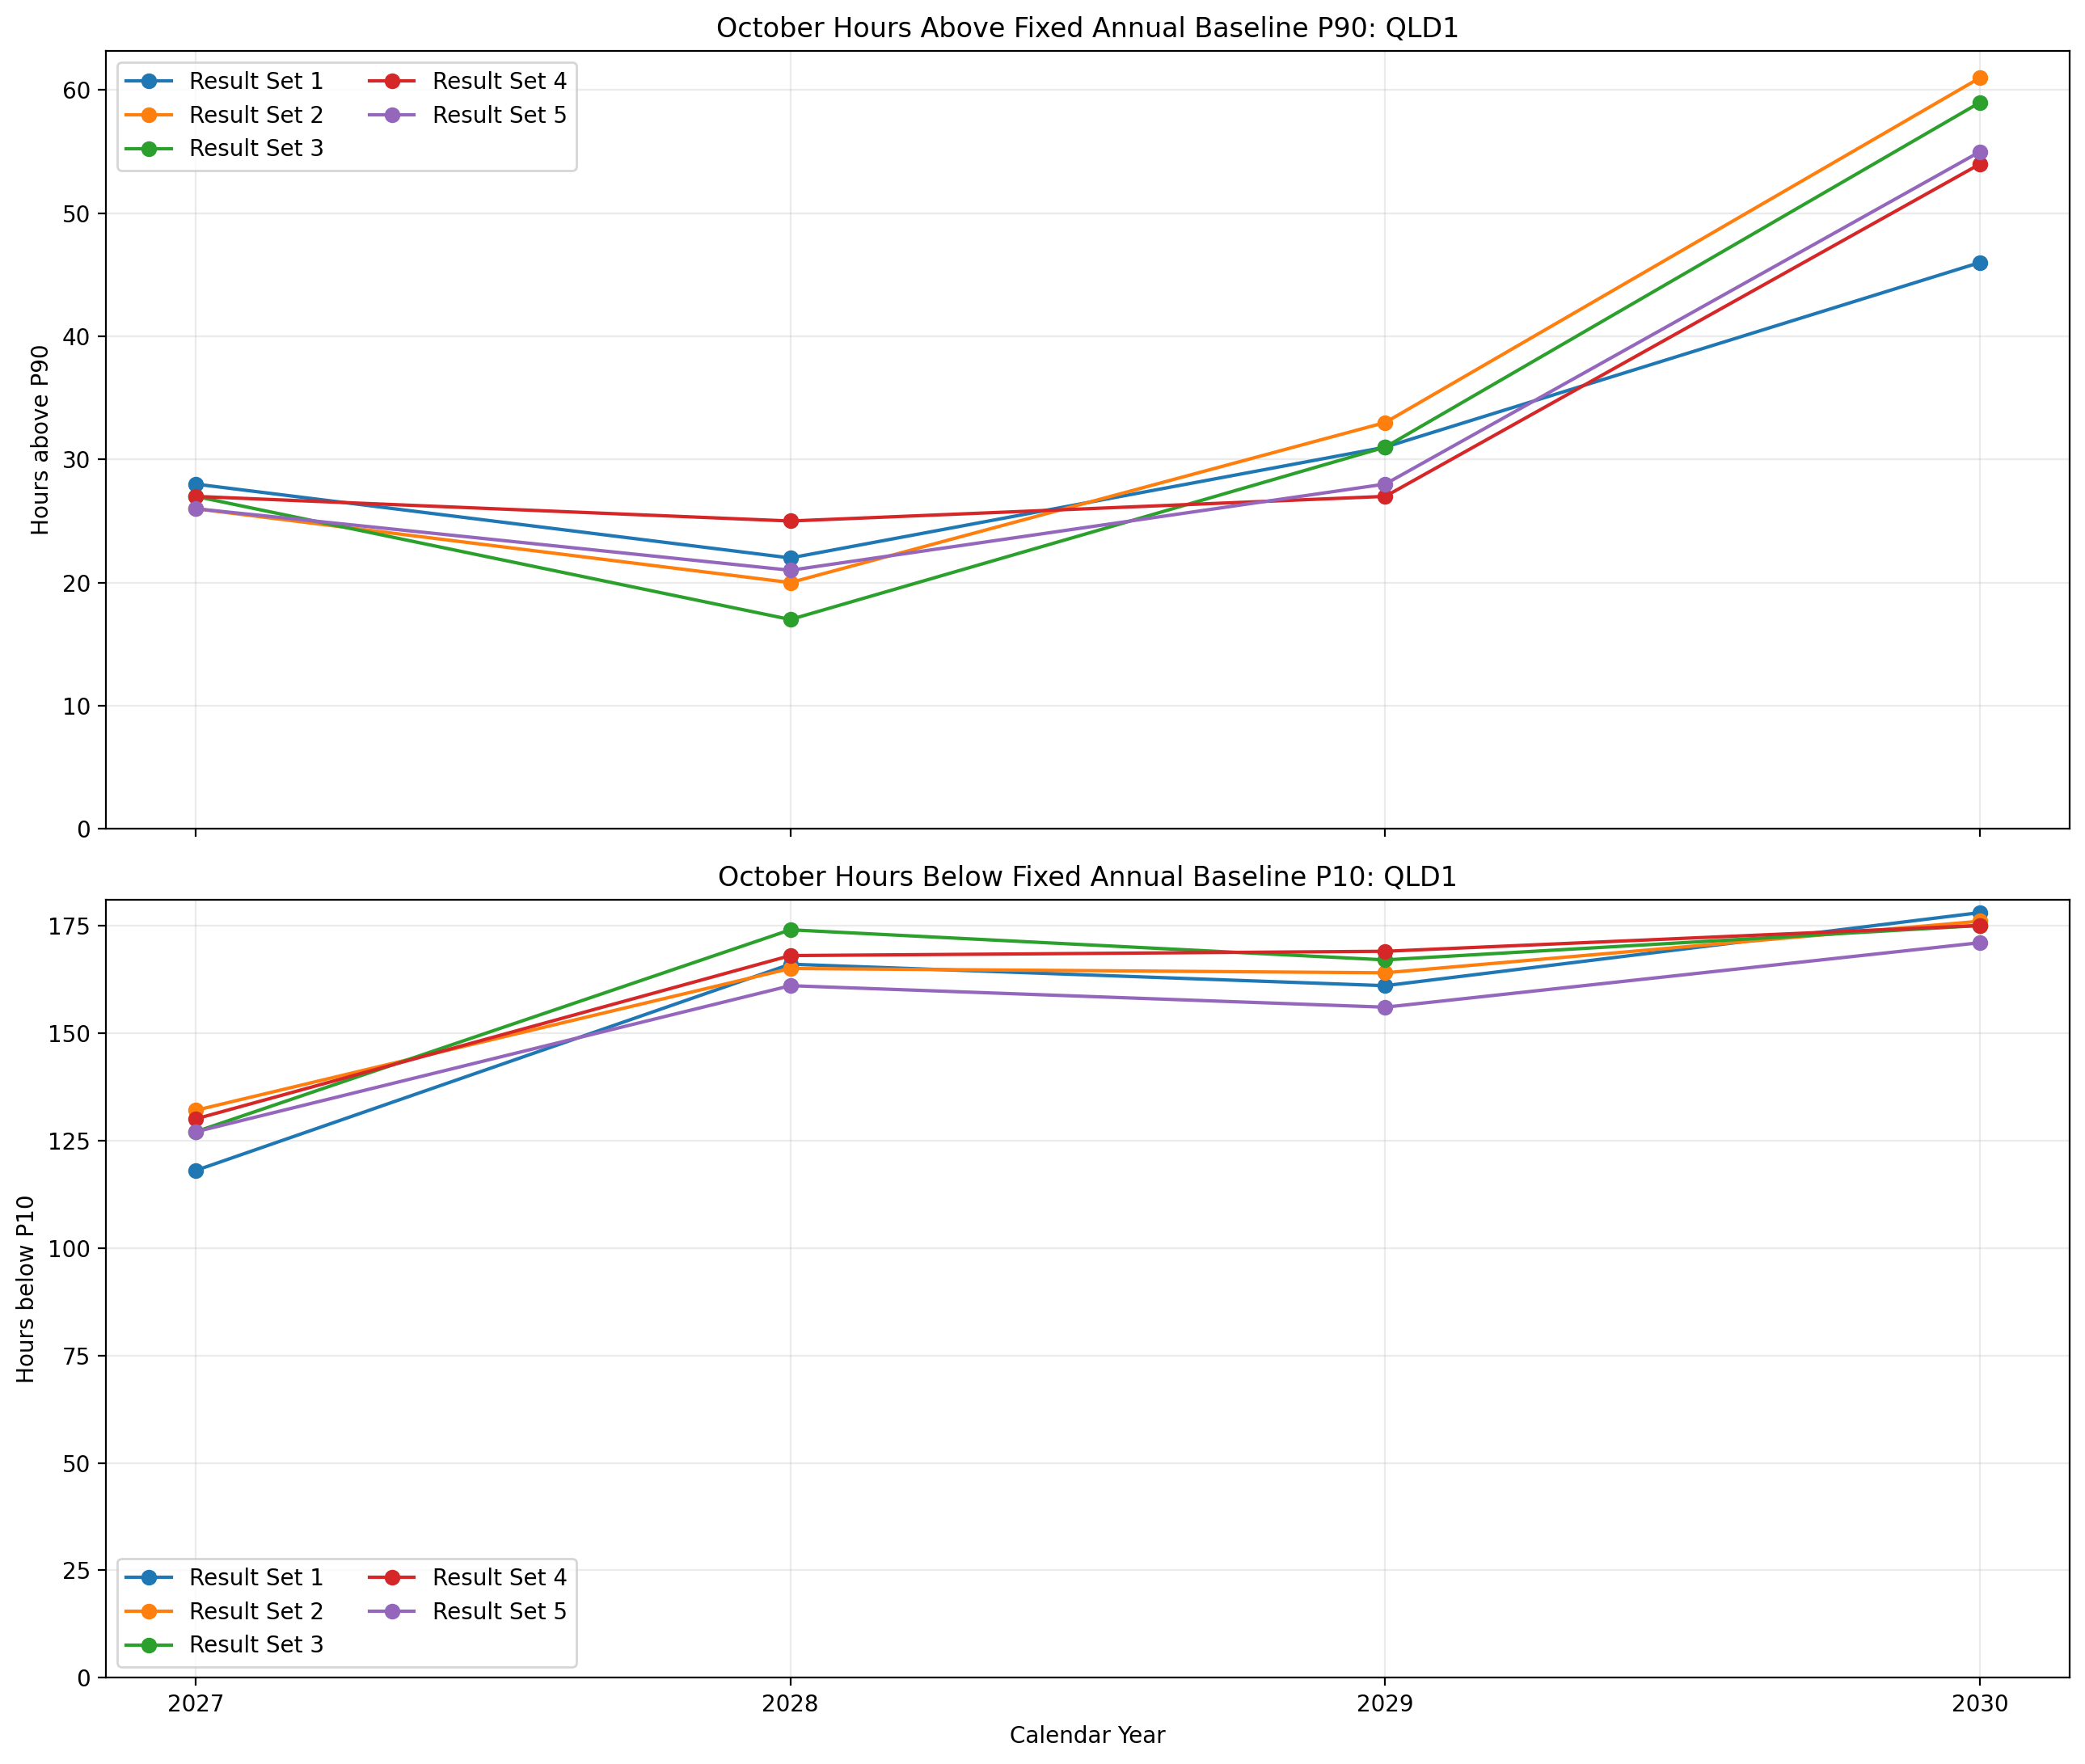 October Hours Above Fixed Annual Baseline P90: QLD1
Hours above P90
60
50
40
30
20
10
0
Result Set 1
Result Set 2
Result Set 3
Result Set 4
Result Set 5
October Hours Below Fixed Annual Baseline P10: QLD1
Hours below P10
175
150
125
100
75
50
25
0
Result Set 1
Result Set 2
Result Set 3
Result Set 4
Result Set 5
2027
2028
2029
2030
Calendar Year